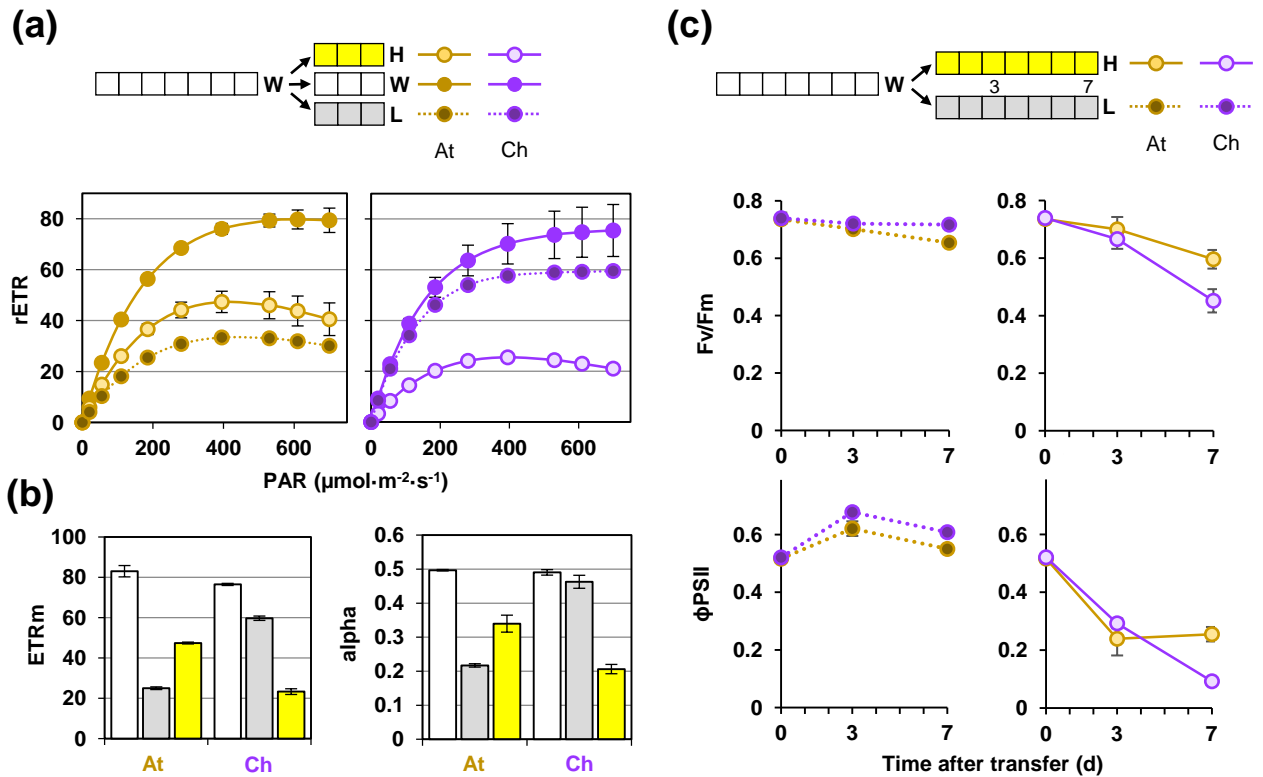 (a)
H
W W
L
At Ch
rETR
80
60
40
20
0
0 200 400 600
0 200 400 600
PAR (µmol·m-2·s-1)
(b)
ETRm
100
80
60
40
20
0
At Ch
alpha
0.6
0.5
0.4
0.3
0.2
0.1
0
At Ch
(c)
H
W 3 7
L
At Ch
Fv/Fm
0.8
0.6
0.4
0.2
0
0 3 7
0.8
0.6
0.4
0.2
0
0 3 7
ϕPSII
0.6
0.4
0.2
0.0
0 3 7
0.6
0.4
0.2
0.0
0 3 7
Time after transfer (d)